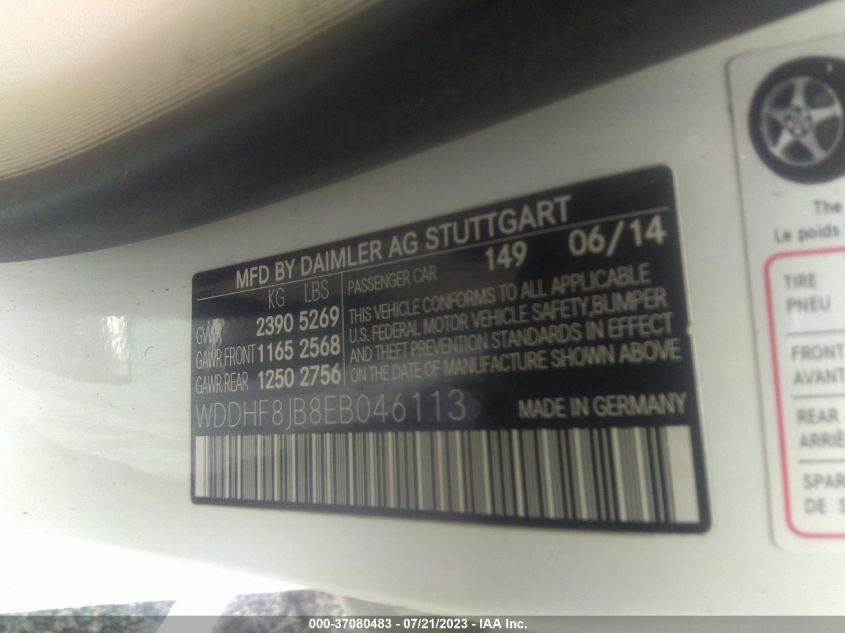 MFD BY DAIMLER AG STUTTGART
KG LBS
GVWR 2390 5269
GAWR FRONT 1165 2568
GAWR REAR 1250 2756
PASSENGER CAR 149 06/14
THIS VEHICLE CONFORMS TO ALL APPLICABLE
U.S. FEDERAL MOTOR VEHICLE SAFETY, BUMPER
AND THEFT PREVENTION STANDARDS IN EFFECT
ON THE DATE OF MANUFACTURE SHOWN ABOVE
WDDHF8JB8EB046113 MADE IN GERMANY
The
Le poids
TIRE
PNEU
FRONT
AVANT
REAR
ARRIÈ
SPAR
DE S
000-37080483 - 07/21/2023 - IAA Inc.